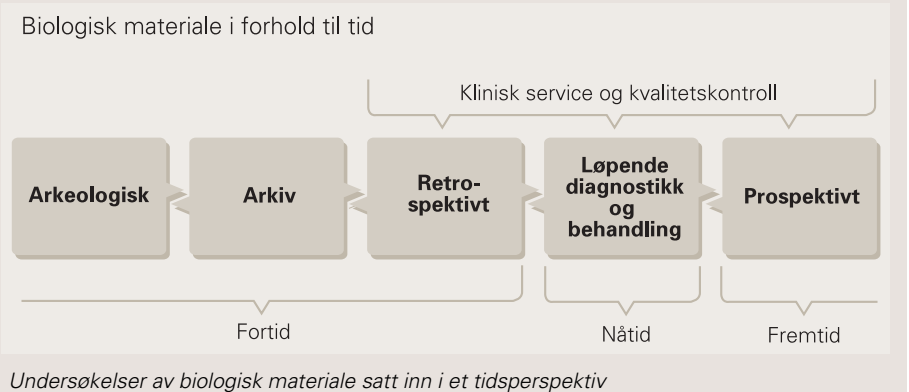 Biologisk materiale i forhold til tid
Klinisk service og kvalitetskontroll
Arkeologisk
Arkiv
Retro-
spektivt
Løpende
diagnostikk
og
behandling
Prospektivt
Fortid
Nåtid
Fremtid
Undersøkelser av biologisk materiale satt inn i et tidsperspektiv